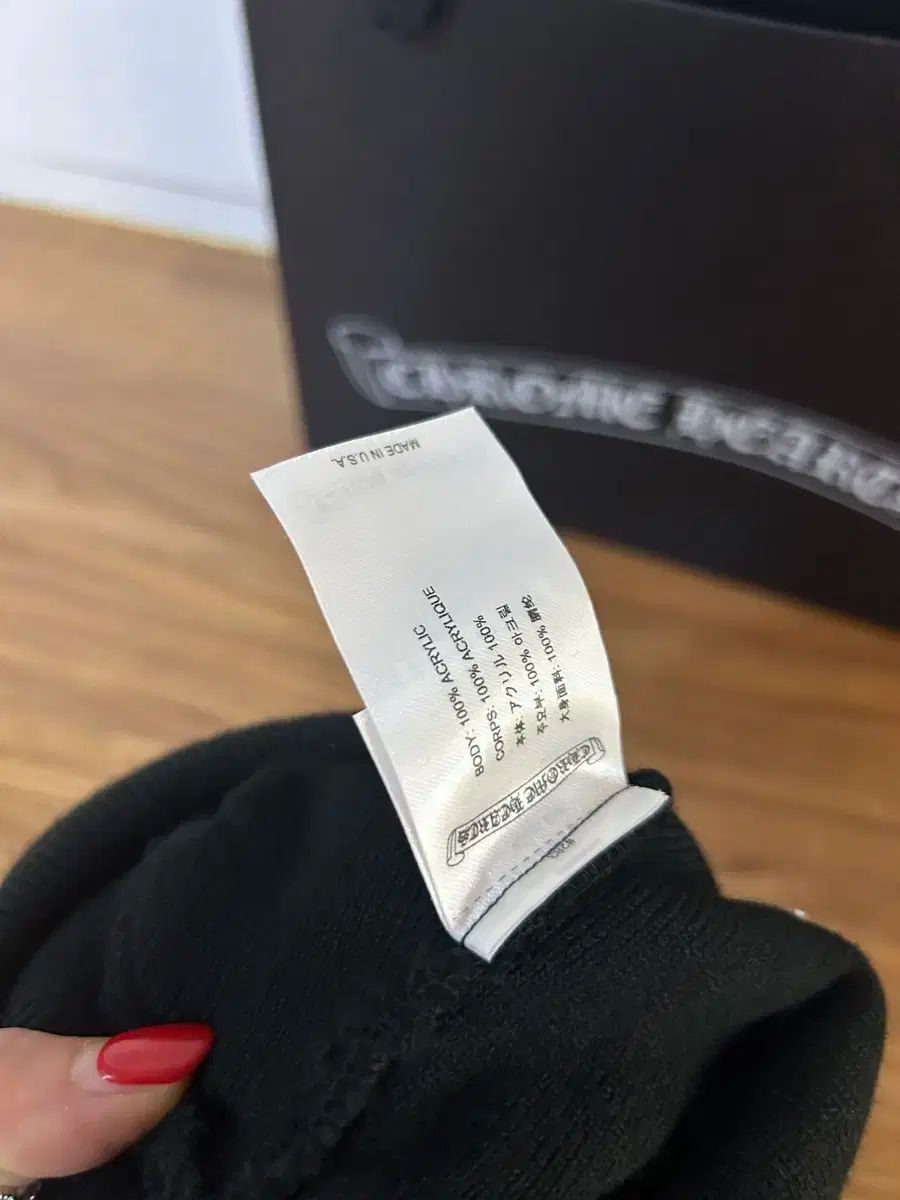 CHROME HEARTS
MADE IN U.S.A.
BODY: 100% ACRYLIC
CORPS: 100% ACRYLIQUE
本体: アクリル 100%
주요부: 100% 아크릴
大身面料: 100% 腈纶
CHROME HEARTS